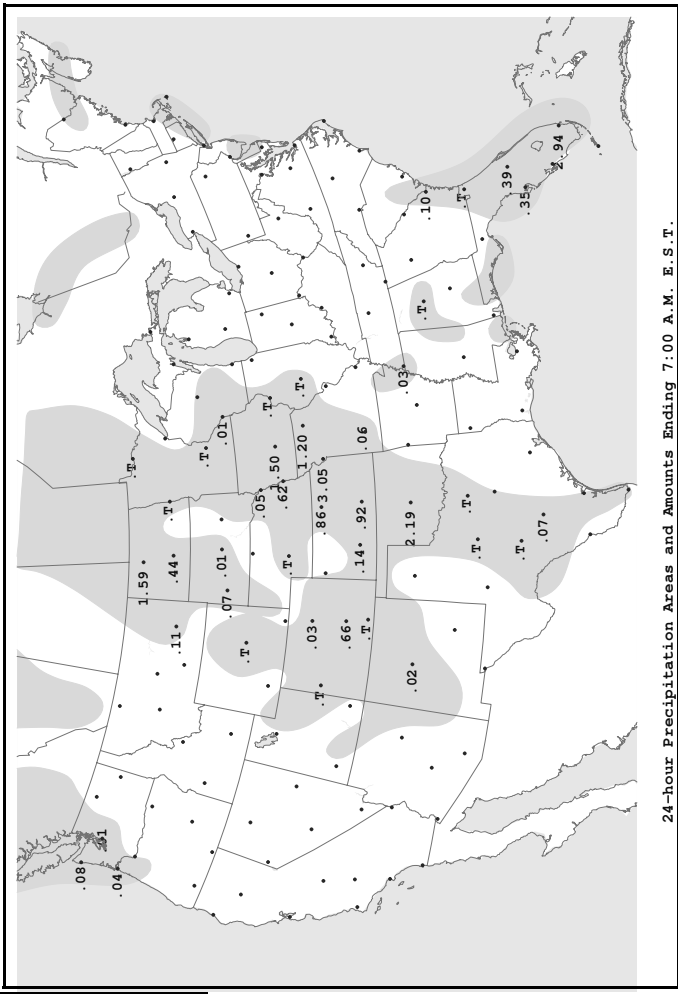 .08
.04
T
1.59
T
.44
.11
T
.01
.01
.07
T
.05
T
1.50
.62
T
T
1.20
.03
T
.86
3.05
.66
.14
.92
.06
T
.03
.02
2.19
T
.10
T
T
T
.39
T
.35
.07
2.94
24-hour Precipitation Areas and Amounts Ending 7:00 A.M. E.S.T.